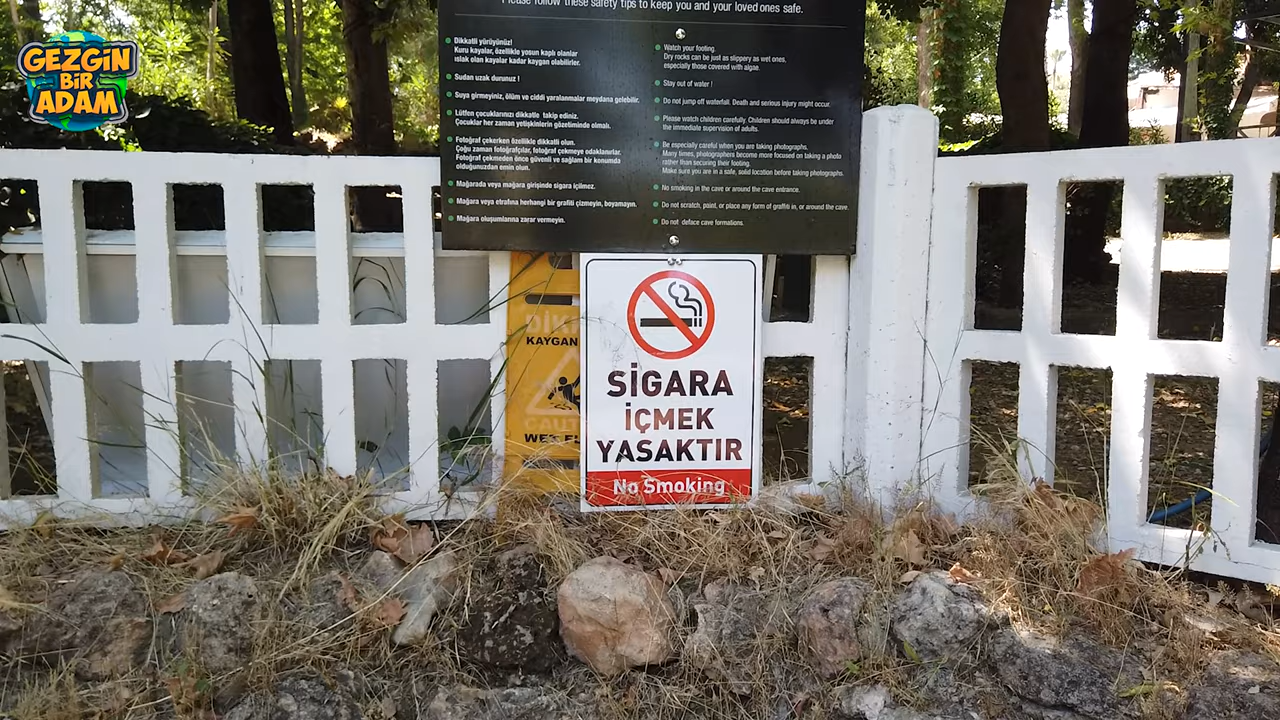 GEZGİN
BİR
ADAM
Please follow these safety tips to keep you and your loved ones safe.
Dikkatli yürüyünüz!
Kuru kayalar, özellikle yosun kaplı olanlar
ıslak olan kayalar kadar kaygan olabilirler.
Sudan uzak durunuz !
Suya girmeyiniz, ölüm ve ciddi yaralanmalar meydana gelebilir.
Lütfen çocuklarınızı dikkatle takip ediniz.
Çocuklar her zaman yetişkinlerin gözetiminde olmalı.
Fotoğraf çekerken özellikle dikkatli olun.
Çoğu zaman fotoğrafçılar, fotoğraf çekmeye odaklanırlar.
Fotoğraf çekmeden önce güvenli ve sağlam bir konumda
olduğunuzdan emin olun.
Mağarada veya mağara girişinde sigara içilmez.
Mağara veya etrafına herhangi bir grafiti çizmeyin, boyamayın.
Mağara oluşumlarına zarar vermeyin.
Watch your footing.
Dry rocks can be just as slippery as wet ones,
especially those covered with algae.
Stay out of water !
Do not jump off waterfall. Death and serious injury might occur.
Please watch children carefully. Children should always be under
the immediate supervision of adults.
Be especially careful when you are taking photographs.
Many times, photographers become more focused on taking a photo
rather than securing their footing.
Make sure you are in a safe, solid location before taking photographs.
No smoking in the cave or around the cave entrance.
Do not scratch, paint, or place any form of graffiti in, or around the cave.
Do not deface cave formations.
KAYGAN
SİGARA
İÇMEK
YASAKTIR
No Smoking